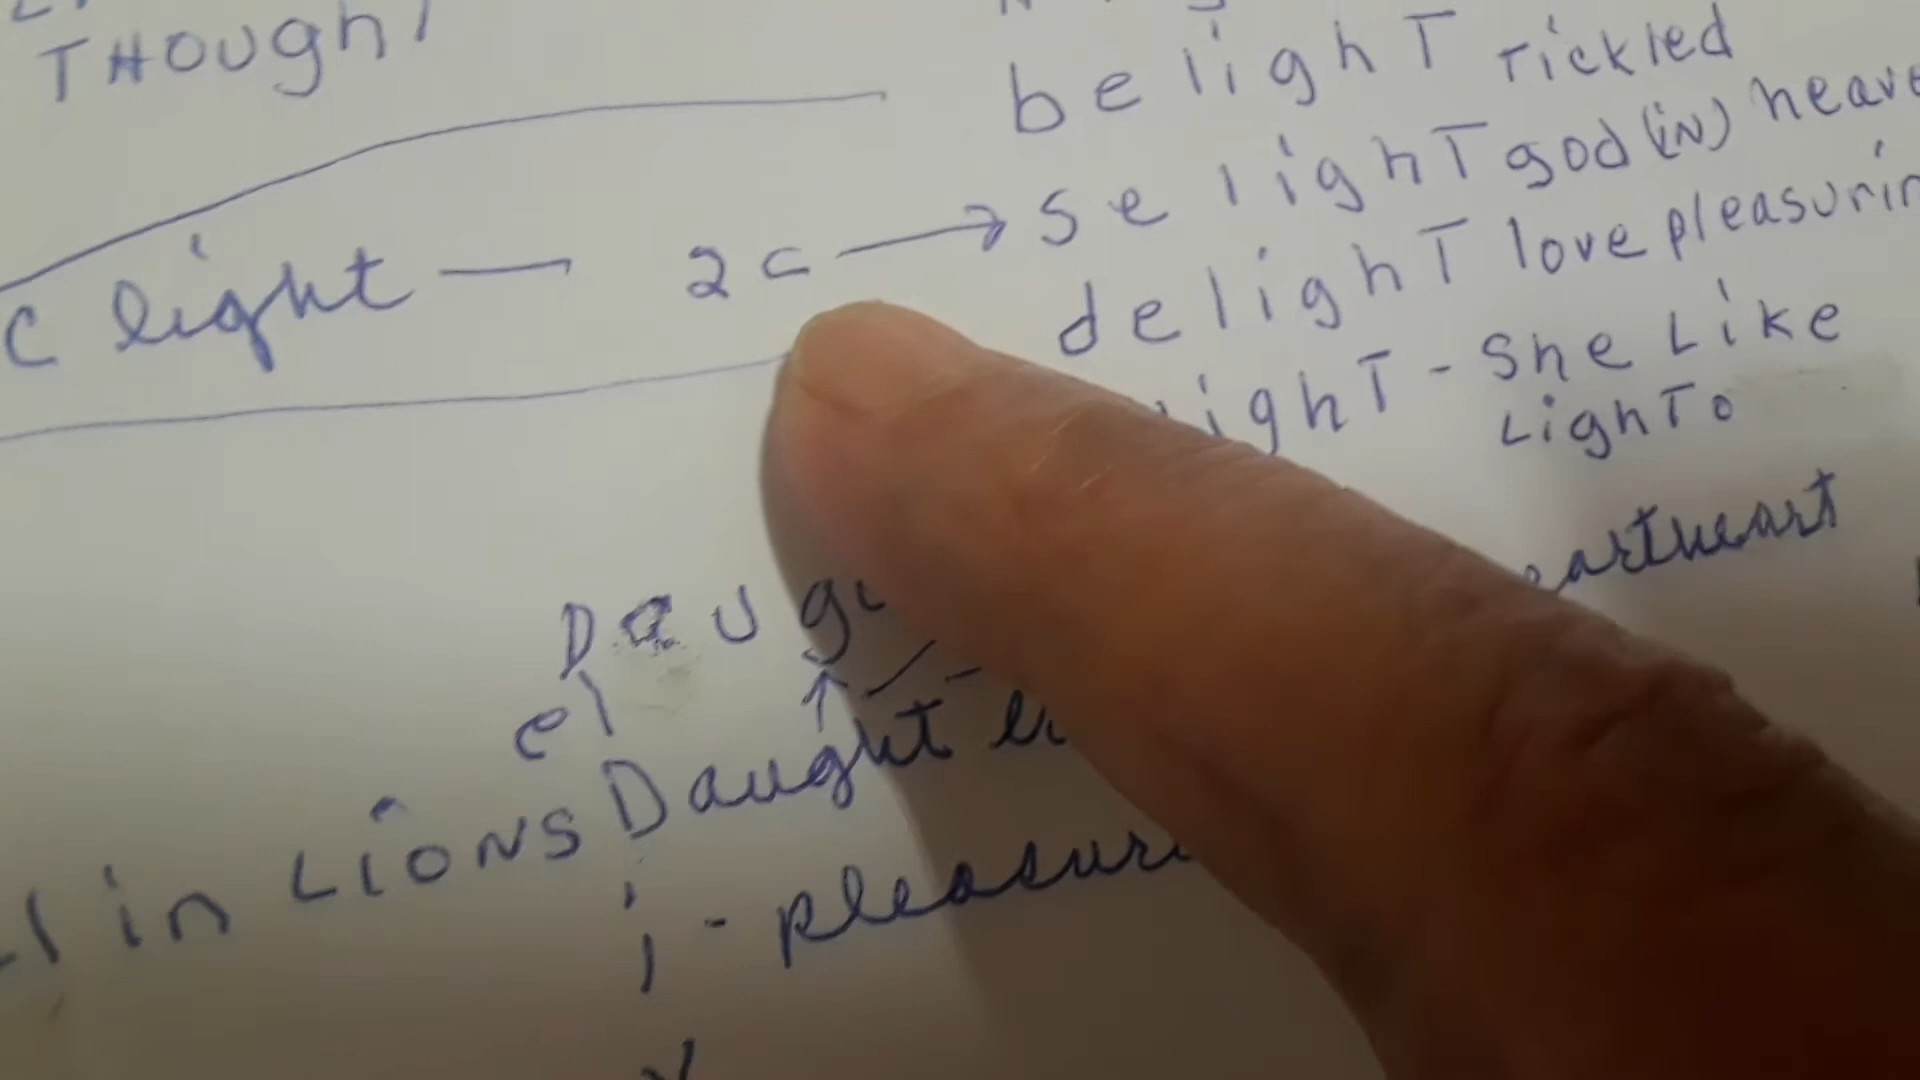 THOUGHT
belighT Tickled
C light — 2c → selighT god (iN) heave
delighT love pleasurin
ighT - She Like
LighTo
eartheart
Daug
el
Daught
in LIONS
i - pleasur